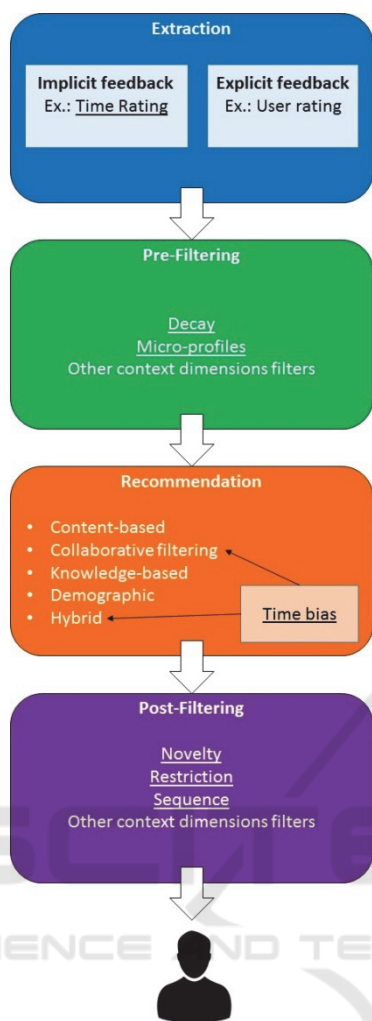 Extraction
Implicit feedback
Ex.: Time Rating
Explicit feedback
Ex.: User rating
Pre-Filtering
Decay
Micro-profiles
Other context dimensions filters
Recommendation
• Content-based
• Collaborative filtering
• Knowledge-based
• Demographic
• Hybrid
Time bias
Post-Filtering
Novelty
Restriction
Sequence
Other context dimensions filters